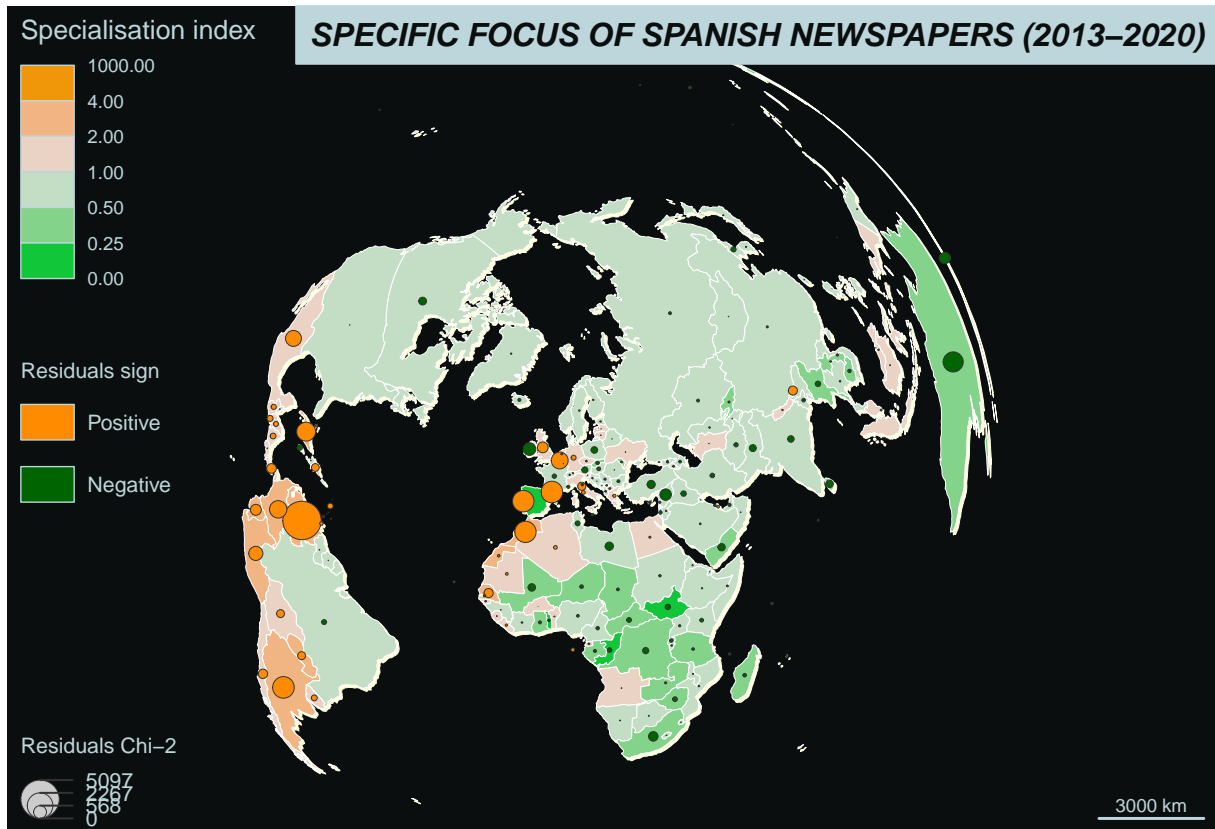 Specialisation index
SPECIFIC FOCUS OF SPANISH NEWSPAPERS (2013–2020)
1000.00
4.00
2.00
1.00
0.50
0.25
0.00
Residuals sign
Positive
Negative
Residuals Chi−2
5097
2267
568
0
3000 km